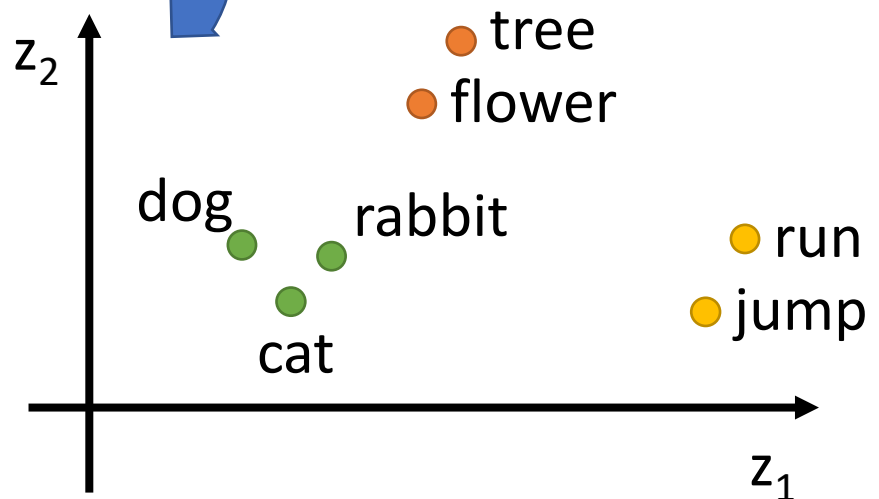 z₂
tree
flower
dog
rabbit
run
jump
cat
z₁